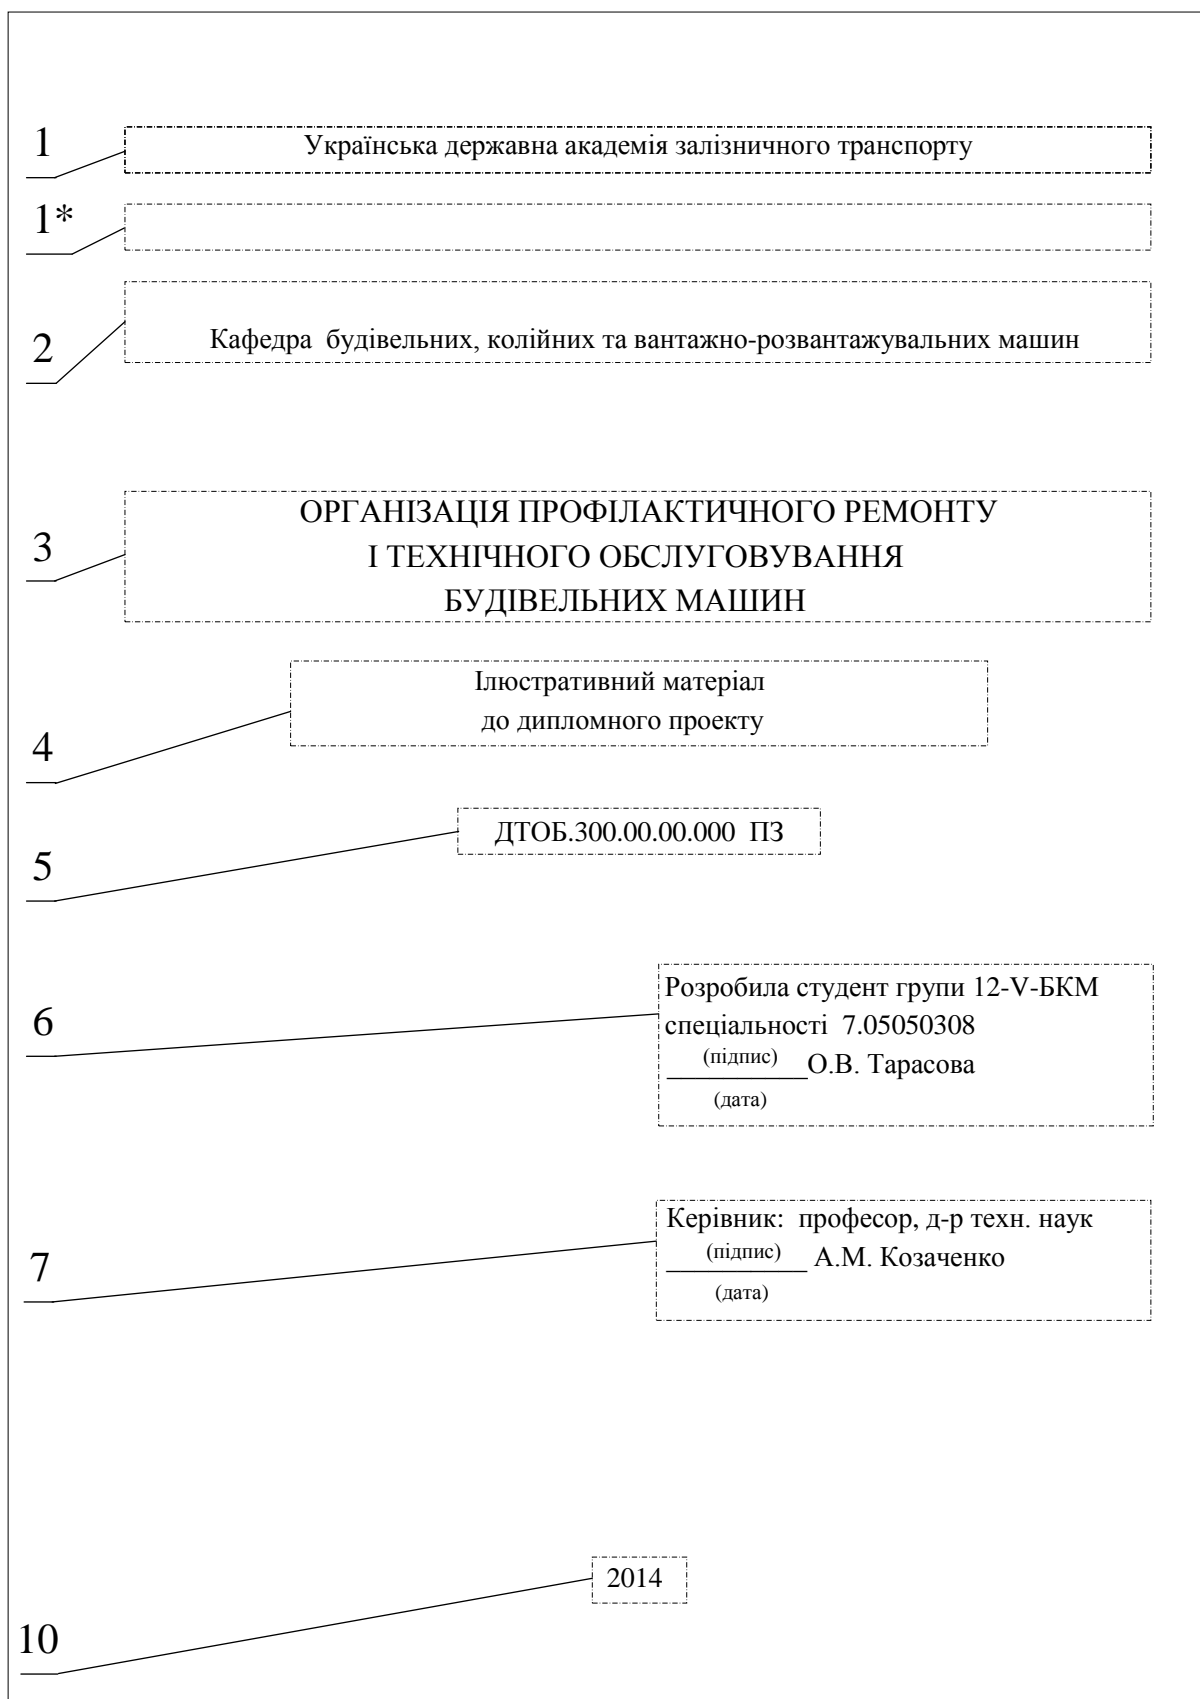 1
Українська державна академія залізничного транспорту
1*
2
Кафедра будівельних, колійних та вантажно-розвантажувальних машин
3
ОРГАНІЗАЦІЯ ПРОФІЛАКТИЧНОГО РЕМОНТУ
І ТЕХНІЧНОГО ОБСЛУГОВУВАННЯ
БУДІВЕЛЬНИХ МАШИН
4
Ілюстративний матеріал
до дипломного проекту
5
ДТОБ.300.00.00.000 ПЗ
6
Розробила студент групи 12-V-БКМ
спеціальності 7.05050308
(підпис) О.В. Тарасова
(дата)
7
Керівник: професор, д-р техн. наук
(підпис) А.М. Козаченко
(дата)
10
2014